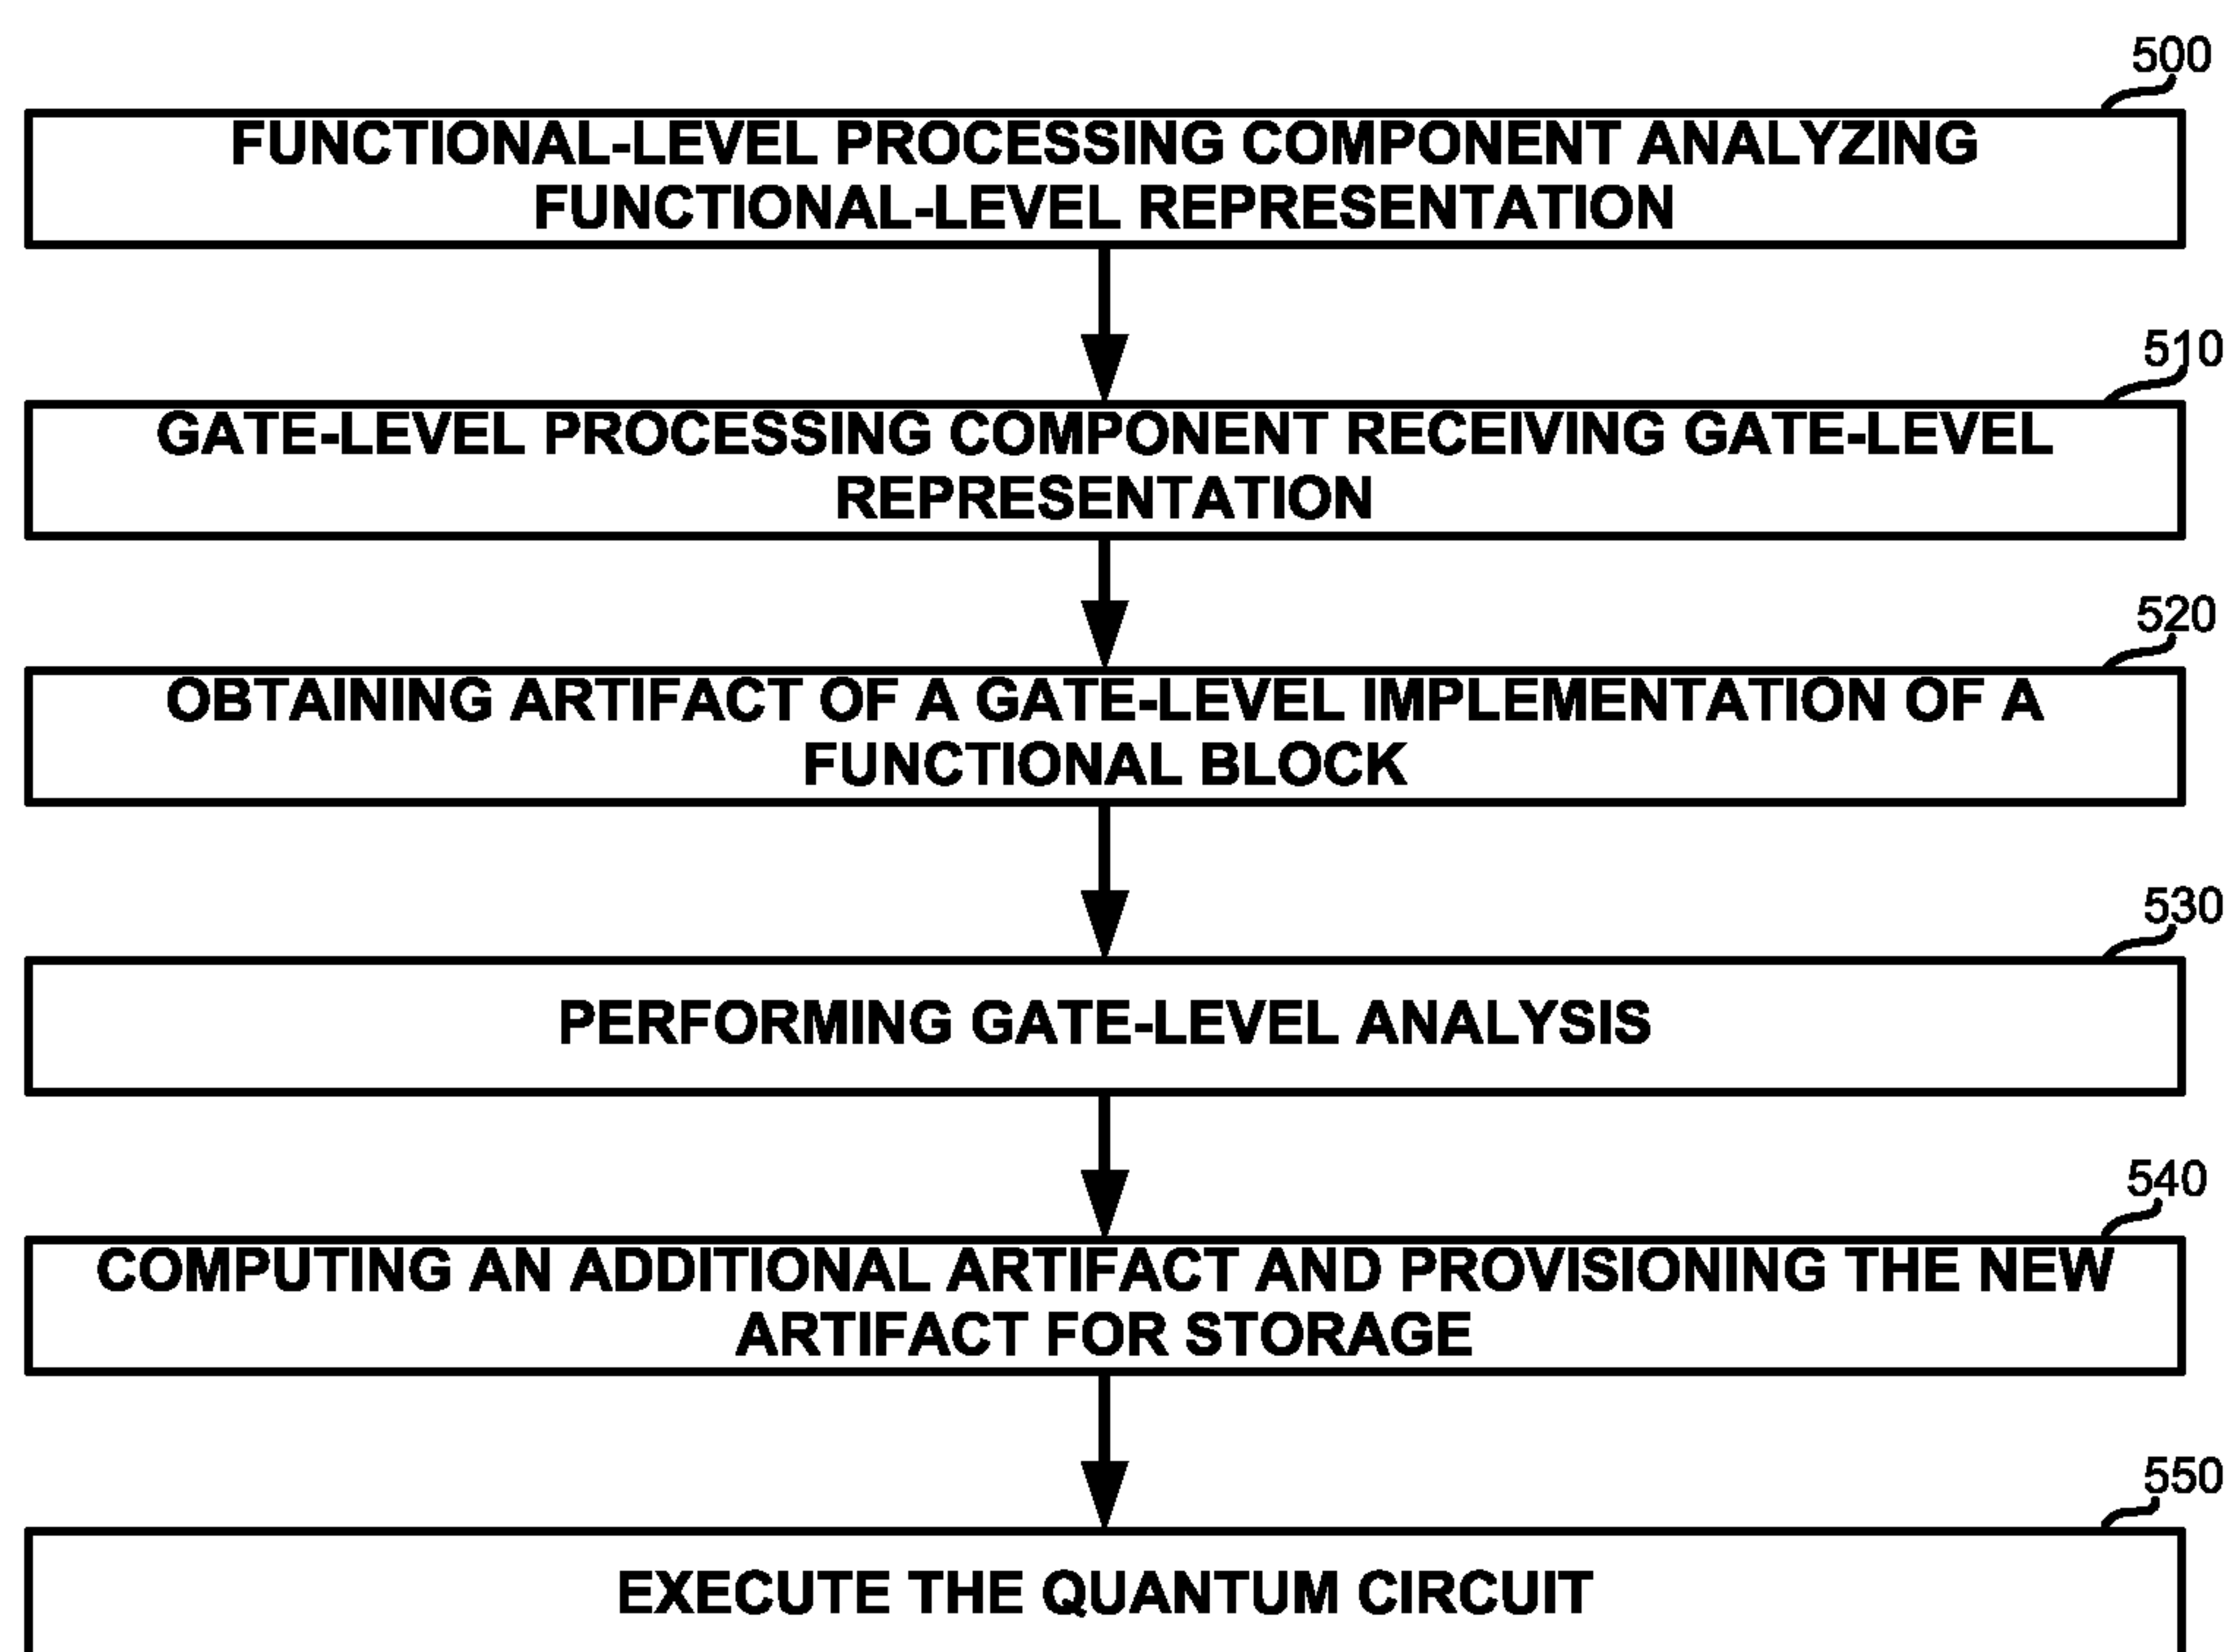 500
FUNCTIONAL-LEVEL PROCESSING COMPONENT ANALYZING
FUNCTIONAL-LEVEL REPRESENTATION
510
GATE-LEVEL PROCESSING COMPONENT RECEIVING GATE-LEVEL
REPRESENTATION
520
OBTAINING ARTIFACT OF A GATE-LEVEL IMPLEMENTATION OF A
FUNCTIONAL BLOCK
530
PERFORMING GATE-LEVEL ANALYSIS
540
COMPUTING AN ADDITIONAL ARTIFACT AND PROVISIONING THE NEW
ARTIFACT FOR STORAGE
550
EXECUTE THE QUANTUM CIRCUIT